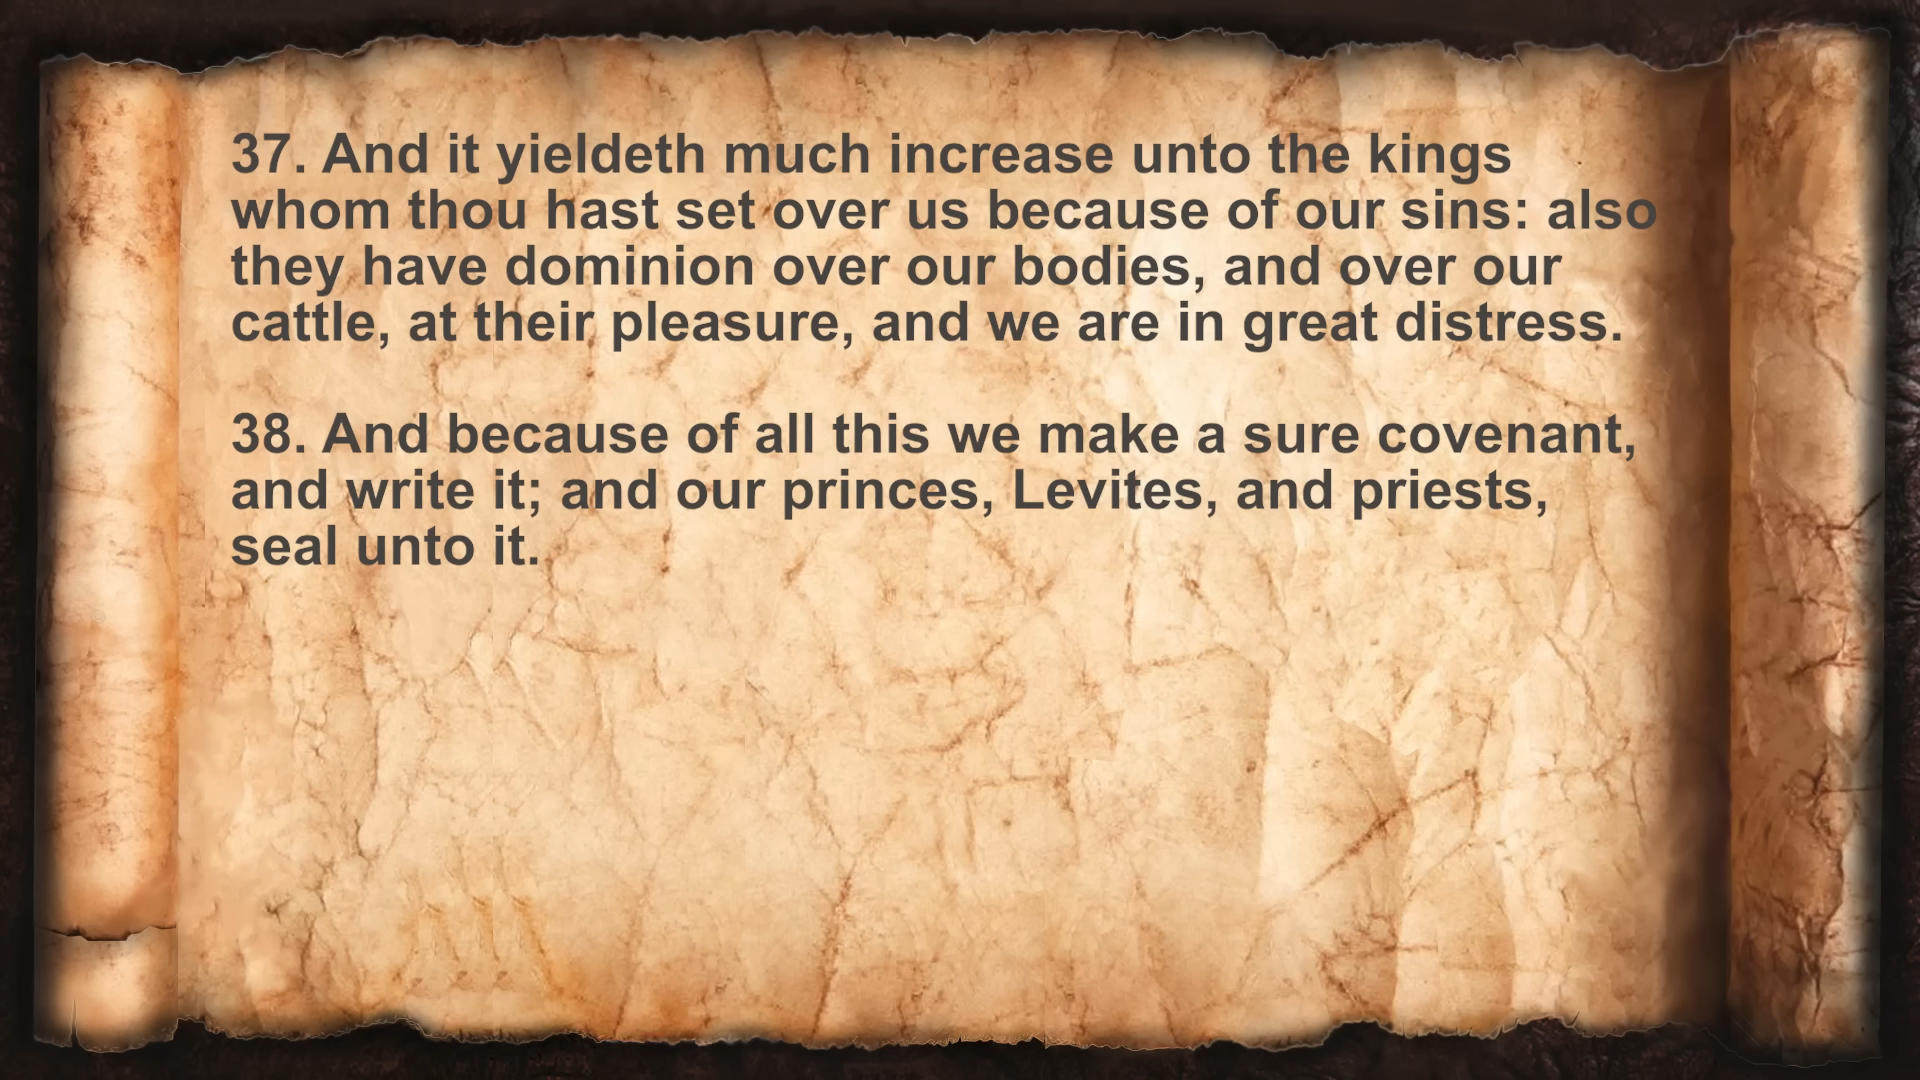 37. And it yieldeth much increase unto the kings
whom thou hast set over us because of our sins: also
they have dominion over our bodies, and over our
cattle, at their pleasure, and we are in great distress.
38. And because of all this we make a sure covenant,
and write it; and our princes, Levites, and priests,
seal unto it.